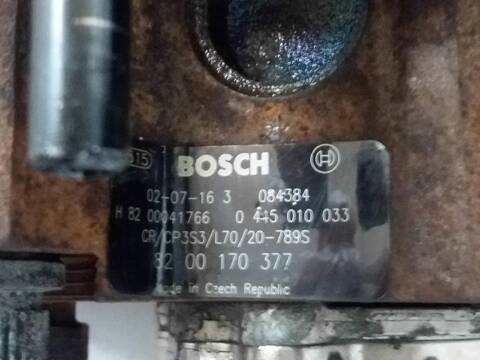 015 BOSCH
02-07-16 3 084384
H 82 00041766 0 445 010 033
CR/CP3S3/L70/20-789S
82 00 170 377
Made in Czech Republic